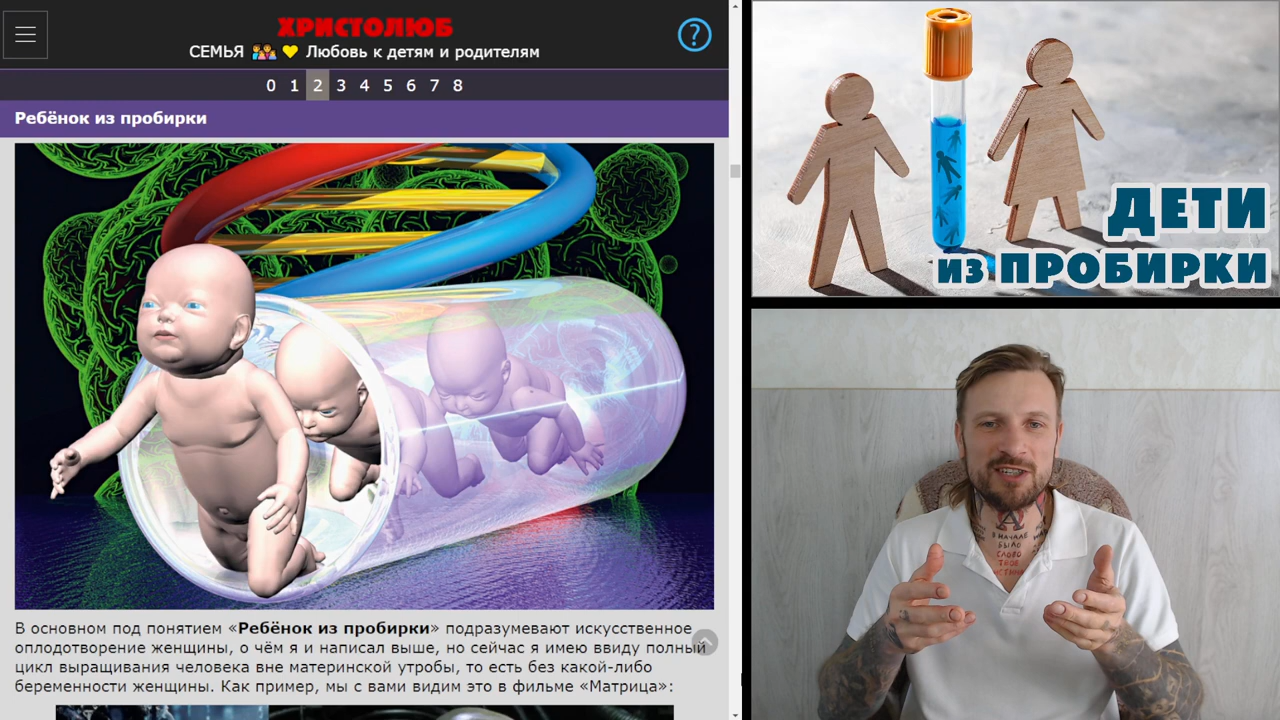 ХРИСТОЛЮБ
СЕМЬЯ 👨‍👩‍👧 💛 Любовь к детям и родителям
0 1 2 3 4 5 6 7 8
Ребёнок из пробирки
В основном под понятием «Ребёнок из пробирки» подразумевают искусственное
оплодотворение женщины, о чём я и написал выше, но сейчас я имею ввиду полный
цикл выращивания человека вне материнской утробы, то есть без какой-либо
беременности женщины. Как пример, мы с вами видим это в фильме «Матрица»:
ДЕТИ
из ПРОБИРКИ
В НАЧАЛЕ
БЫЛО
СЛОВО
ТВОЕ